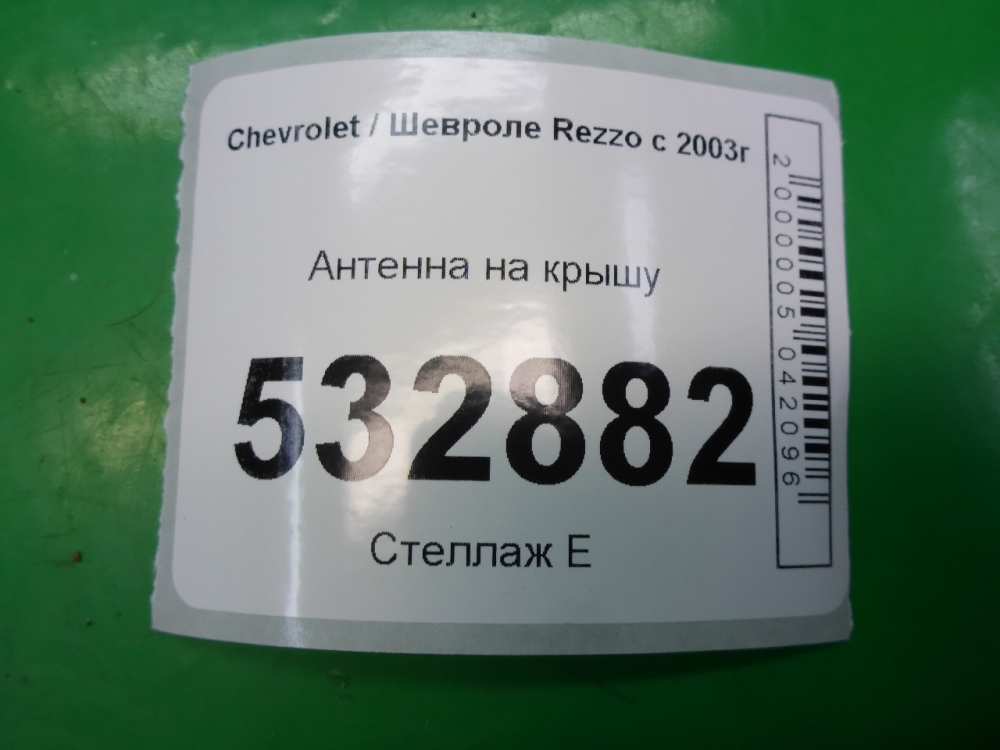 Chevrolet / Шевроле Rezzo с 2003г
Антенна на крышу
532882
Стеллаж Е
2000005042096